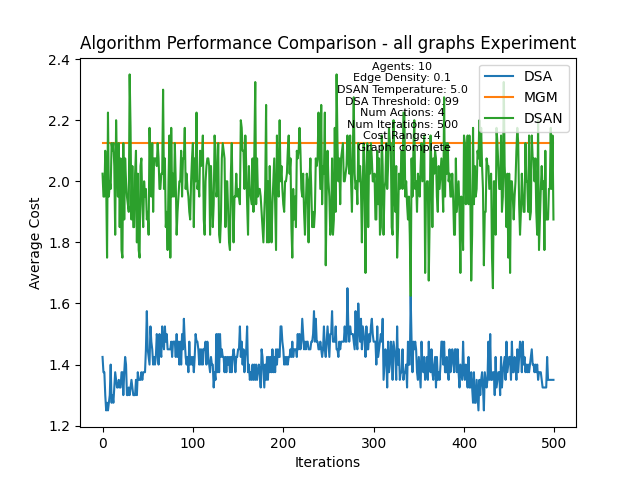 Algorithm Performance Comparison - all graphs Experiment
Agents: 10
Edge Density: 0.1
DSAN Temperature: 5.0
DSA Threshold: 0.99
Num Actions: 4
Num Iterations: 500
Cost Range: 4
Graph: complete
DSA
MGM
DSAN
Average Cost
2.4
2.2
2.0
1.8
1.6
1.4
1.2
0
100
200
300
400
500
Iterations